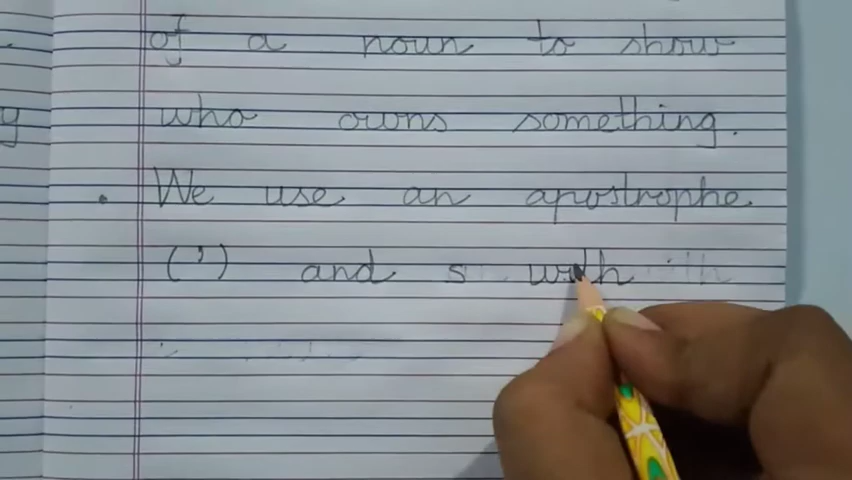 of a noun to show
who owns something.
y
. We use an apostrophe
(') and s with